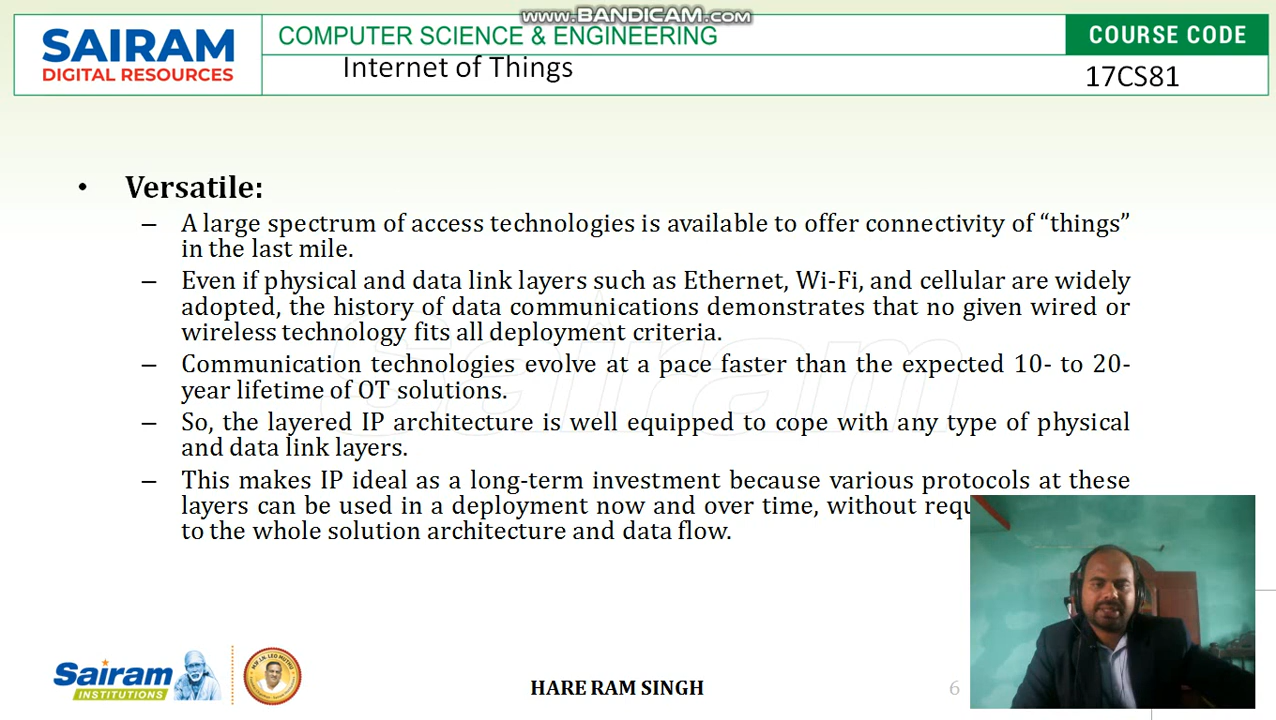 www.BANDICAM.com
SAIRAM
DIGITAL RESOURCES
COMPUTER SCIENCE & ENGINEERING
COURSE CODE
Internet of Things
17CS81
• Versatile:
– A large spectrum of access technologies is available to offer connectivity of “things”
in the last mile.
– Even if physical and data link layers such as Ethernet, Wi-Fi, and cellular are widely
adopted, the history of data communications demonstrates that no given wired or
wireless technology fits all deployment criteria.
– Communication technologies evolve at a pace faster than the expected 10- to 20-
year lifetime of OT solutions.
– So, the layered IP architecture is well equipped to cope with any type of physical
and data link layers.
– This makes IP ideal as a long-term investment because various protocols at these
layers can be used in a deployment now and over time, without
to the whole solution architecture and data flow.
Sairam
Sairam
INSTITUTIONS
HARE RAM SINGH
6